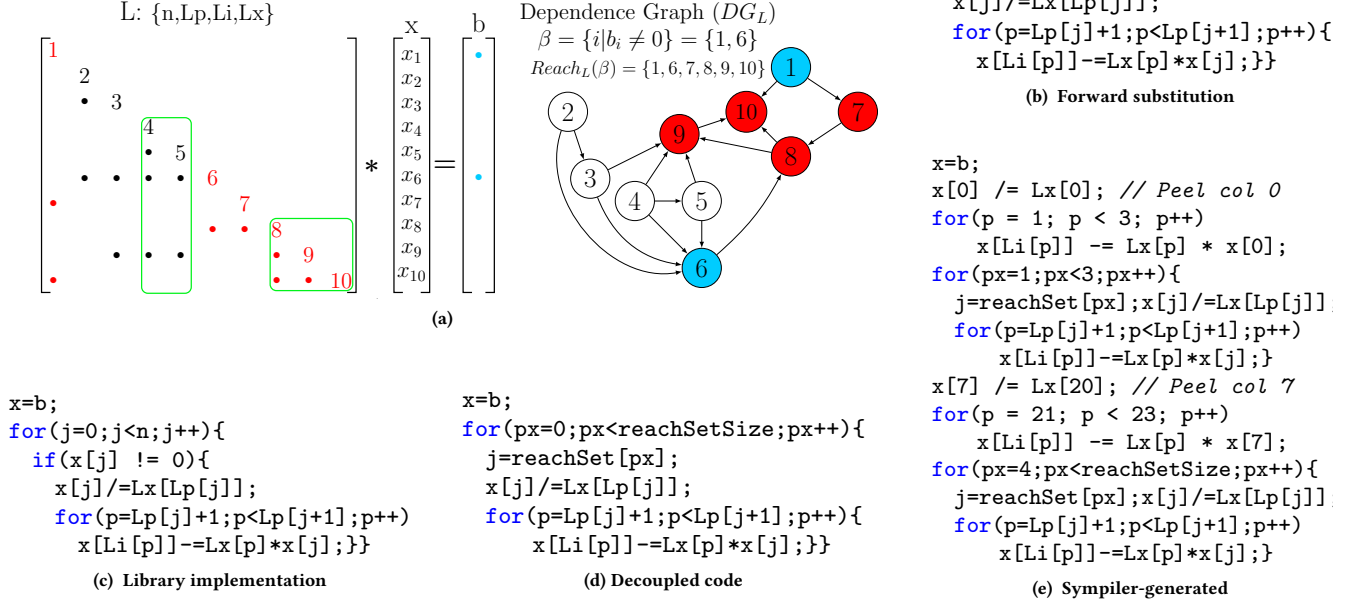 L: {n,Lp,Li,Lx}
1
2
3
4
5
6
7
8
9
10
*
x
x1
x2
x3
x4
x5
x6
x7
x8
x9
x10
=
b
Dependence Graph (DG_L)
β = {i|b_i ≠ 0} = {1, 6}
Reach_L(β) = {1, 6, 7, 8, 9, 10}
1
2
10
7
9
8
3
4
5
6
(a)
x[j]/=Lx[Lp[j]];
for(p=Lp[j]+1;p<Lp[j+1];p++){
x[Li[p]]-=Lx[p]*x[j];}}
(b) Forward substitution
x=b;
for(j=0;j<n;j++){
if(x[j] != 0){
x[j]/=Lx[Lp[j]];
for(p=Lp[j]+1;p<Lp[j+1];p++)
x[Li[p]]-=Lx[p]*x[j];}}
(c) Library implementation
x=b;
for(px=0;px<reachSetSize;px++){
j=reachSet[px];
x[j]/=Lx[Lp[j]];
for(p=Lp[j]+1;p<Lp[j+1];p++){
x[Li[p]]-=Lx[p]*x[j];}}
(d) Decoupled code
x=b;
x[0] /= Lx[0]; // Peel col 0
for(p = 1; p < 3; p++)
x[Li[p]] -= Lx[p] * x[0];
for(px=1;px<3;px++){
j=reachSet[px];x[j]/=Lx[Lp[j]];
for(p=Lp[j]+1;p<Lp[j+1];p++)
x[Li[p]]-=Lx[p]*x[j];}
x[7] /= Lx[20]; // Peel col 7
for(p = 21; p < 23; p++)
x[Li[p]] -= Lx[p] * x[7];
for(px=4;px<reachSetSize;px++){
j=reachSet[px];x[j]/=Lx[Lp[j]];
for(p=Lp[j]+1;p<Lp[j+1];p++)
x[Li[p]]-=Lx[p]*x[j];}
(e) Sympiler-generated